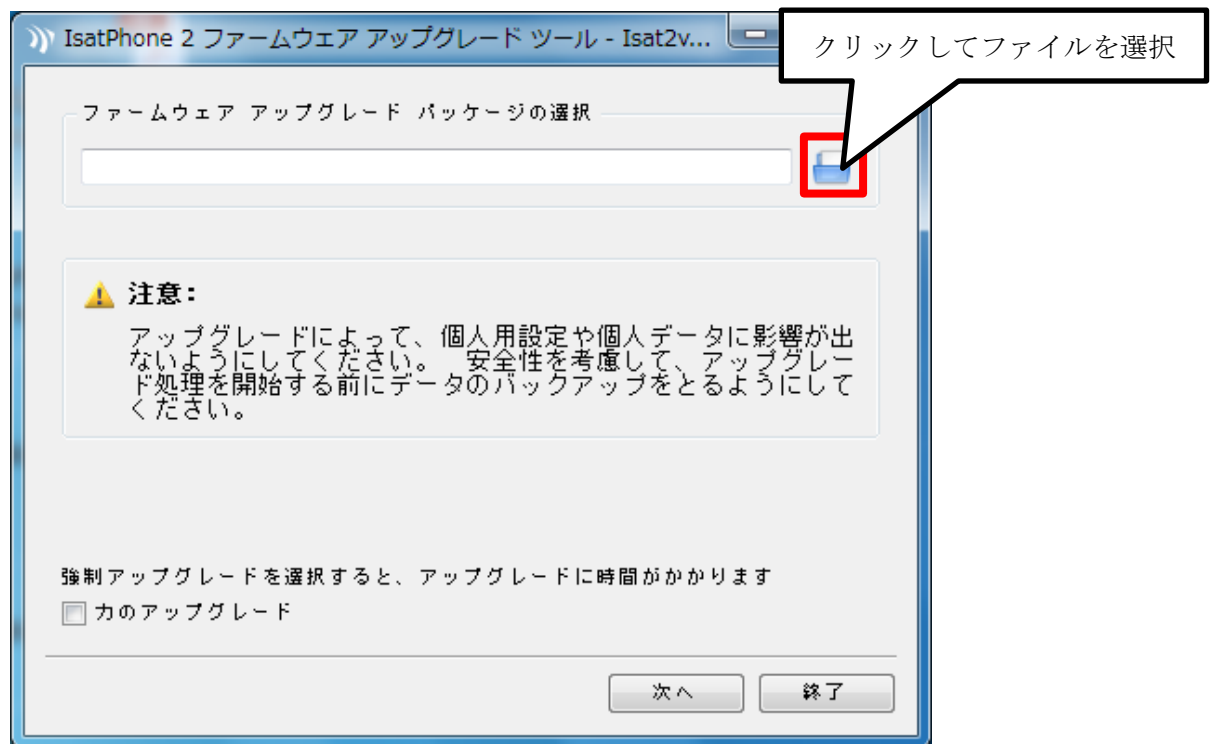 IsatPhone 2 ファームウエア アップグレード ツール - Isat2v...
クリックしてファイルを選択
ファームウェア アップグレード パッケージの選択
注意:
アップグレードによって、個人用設定や個人データに影響が出
ないようにしてください。 安全性を考慮して、アップグレー
ド処理を開始する前にデータのバックアップをとるようにして
ください。
強制アップグレードを選択すると、アップグレードに時間がかかります
力のアップグレード
次へ
終了